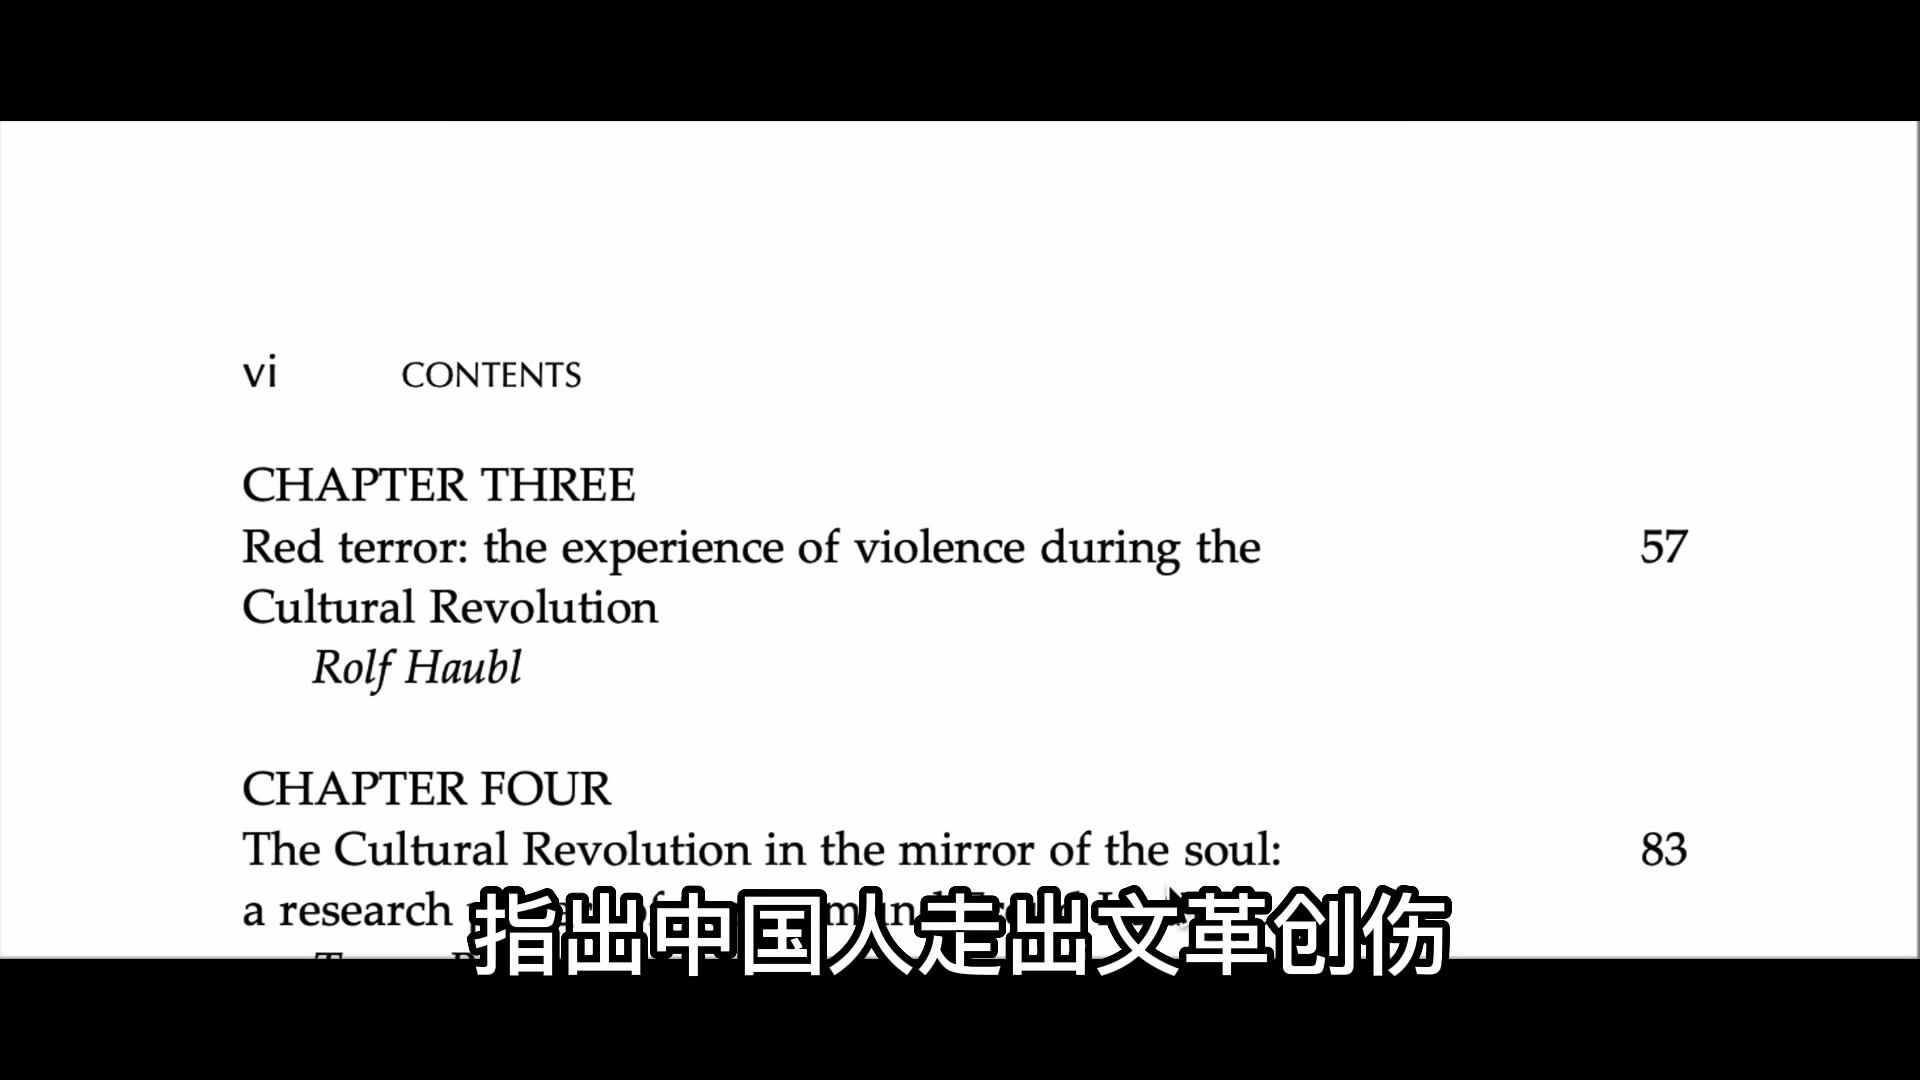 vi CONTENTS
CHAPTER THREE
Red terror: the experience of violence during the 57
Cultural Revolution
Rolf Haubl
CHAPTER FOUR
The Cultural Revolution in the mirror of the soul: 83
a research
指出中国人走出文革创伤